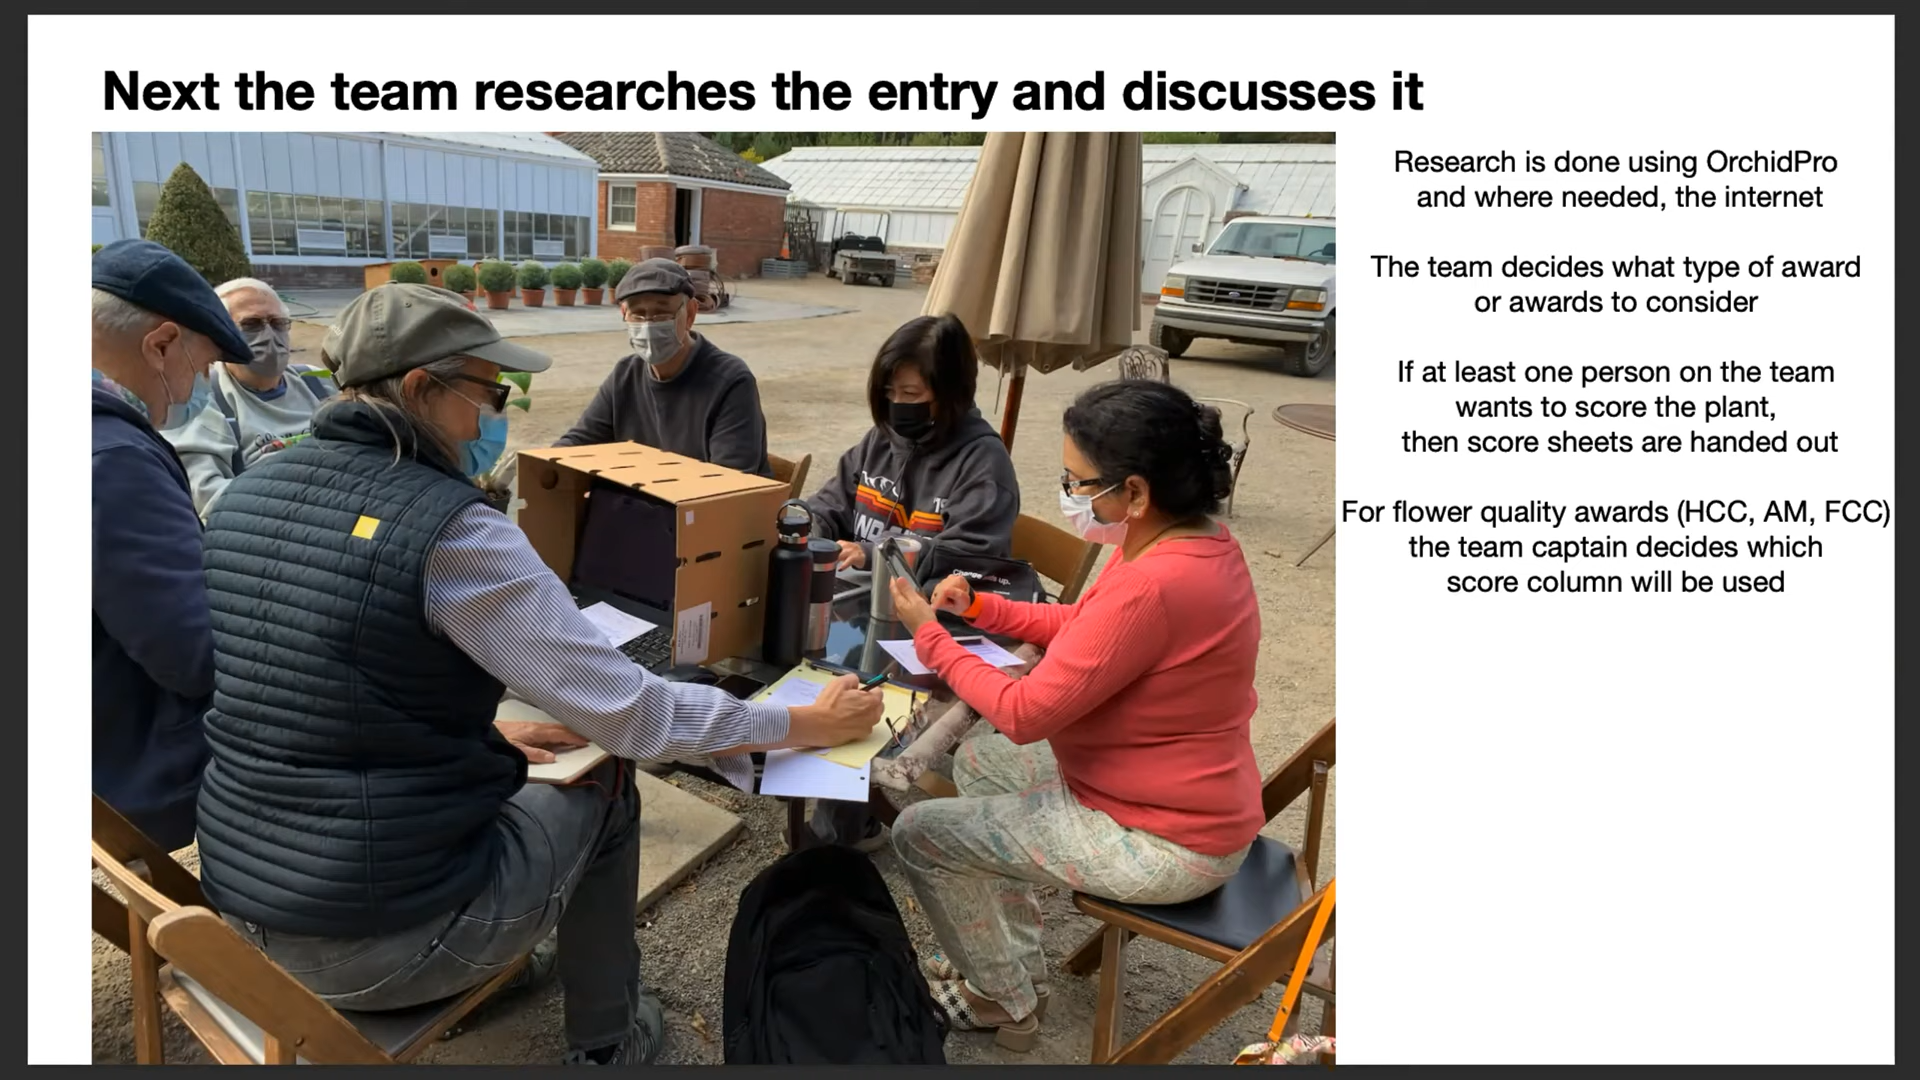 Next the team researches the entry and discusses it
Research is done using OrchidPro
and where needed, the internet
The team decides what type of award
or awards to consider
If at least one person on the team
wants to score the plant,
then score sheets are handed out
For flower quality awards (HCC, AM, FCC)
the team captain decides which
score column will be used